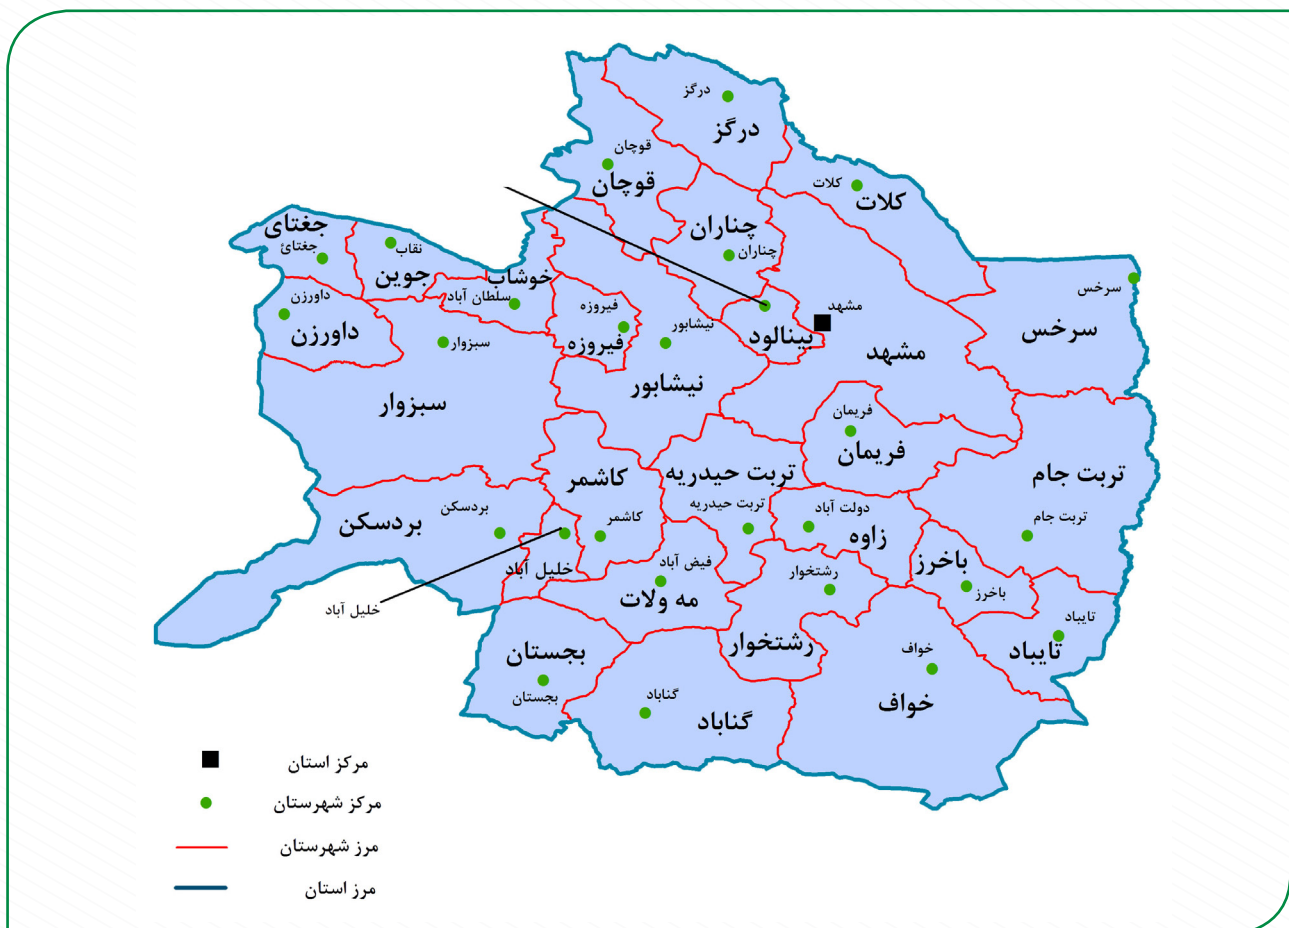 درگز
درگز
قوچان
قوچان
کلات
کلات
چناران
چناران
جغتای
جغتائ
نقاب
جوین
خوشاب
سلطان آباد
داورزن
داورزن
سبزوار
سبزوار
فیروزه
فیروزه
نیشابور
نیشابور
بینالود
مشهد
مشهد
سرخس
سرخس
فریمان
فریمان
تربت جام
تربت جام
تربت حیدریه
تربت حیدریه
کاشمر
کاشمر
بردسکن
بردسکن
خلیل آباد
خلیل آباد
دولت آباد
زاوه
باخرز
باخرز
فیض آباد
مه ولات
رشتخوار
رشتخوار
تایباد
تایباد
خواف
خواف
بجستان
بجستان
گناباد
گناباد
مرکز استان
مرکز شهرستان
مرز شهرستان
مرز استان